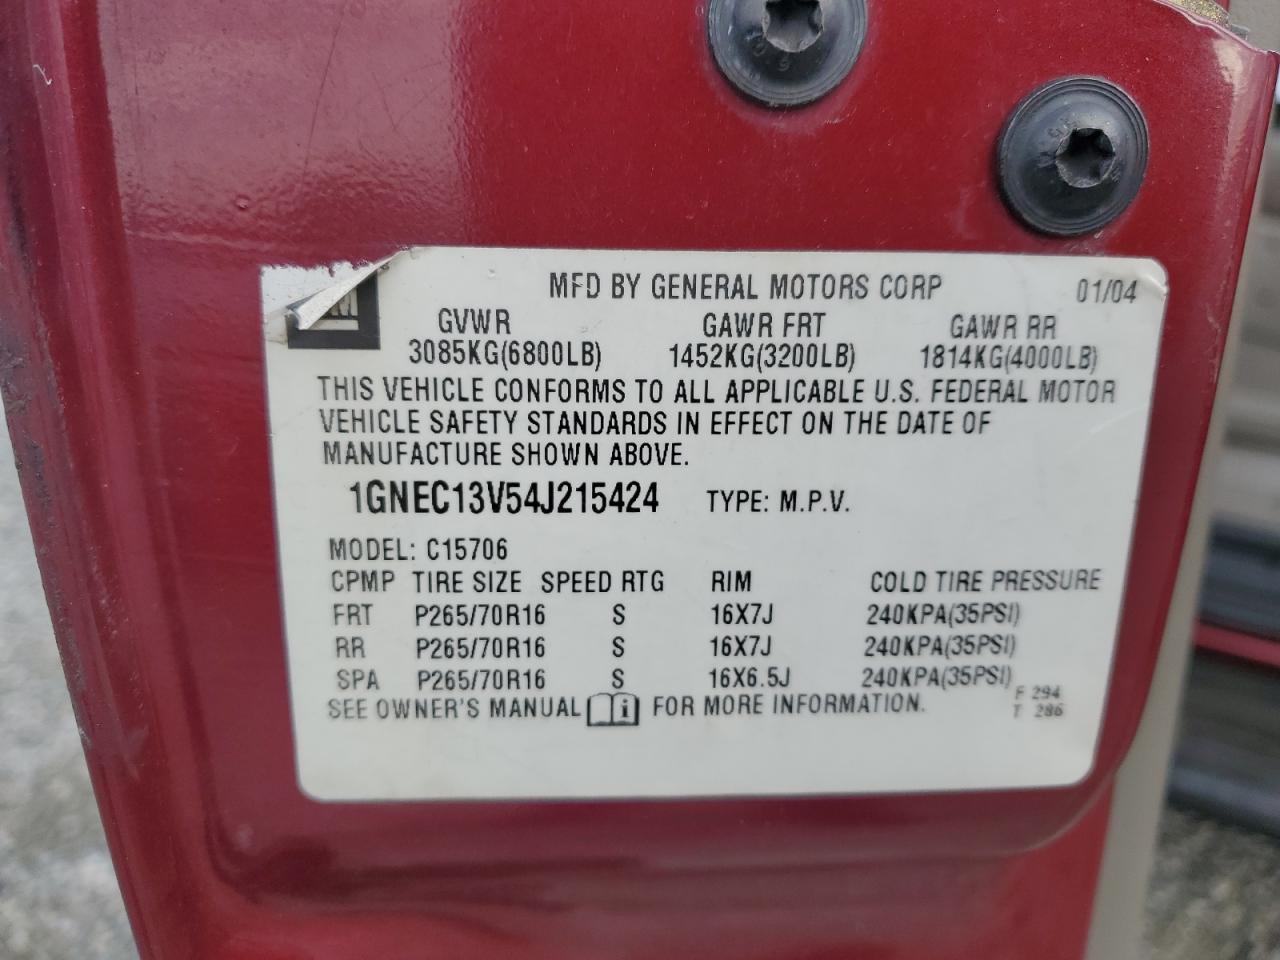 MFD BY GENERAL MOTORS CORP 01/04
GVWR GAWR FRT GAWR RR
3085KG(6800LB) 1452KG(3200LB) 1814KG(4000LB)
THIS VEHICLE CONFORMS TO ALL APPLICABLE U.S. FEDERAL MOTOR
VEHICLE SAFETY STANDARDS IN EFFECT ON THE DATE OF
MANUFACTURE SHOWN ABOVE.
1GNEC13V54J215424 TYPE: M.P.V.
MODEL: C15706
CPMP TIRE SIZE SPEED RTG RIM COLD TIRE PRESSURE
FRT P265/70R16 S 16X7J 240KPA(35PSI)
RR P265/70R16 S 16X7J 240KPA(35PSI)
SPA P265/70R16 S 16X6.5J 240KPA(35PSI)
SEE OWNER'S MANUAL i FOR MORE INFORMATION.
F 294
T 286